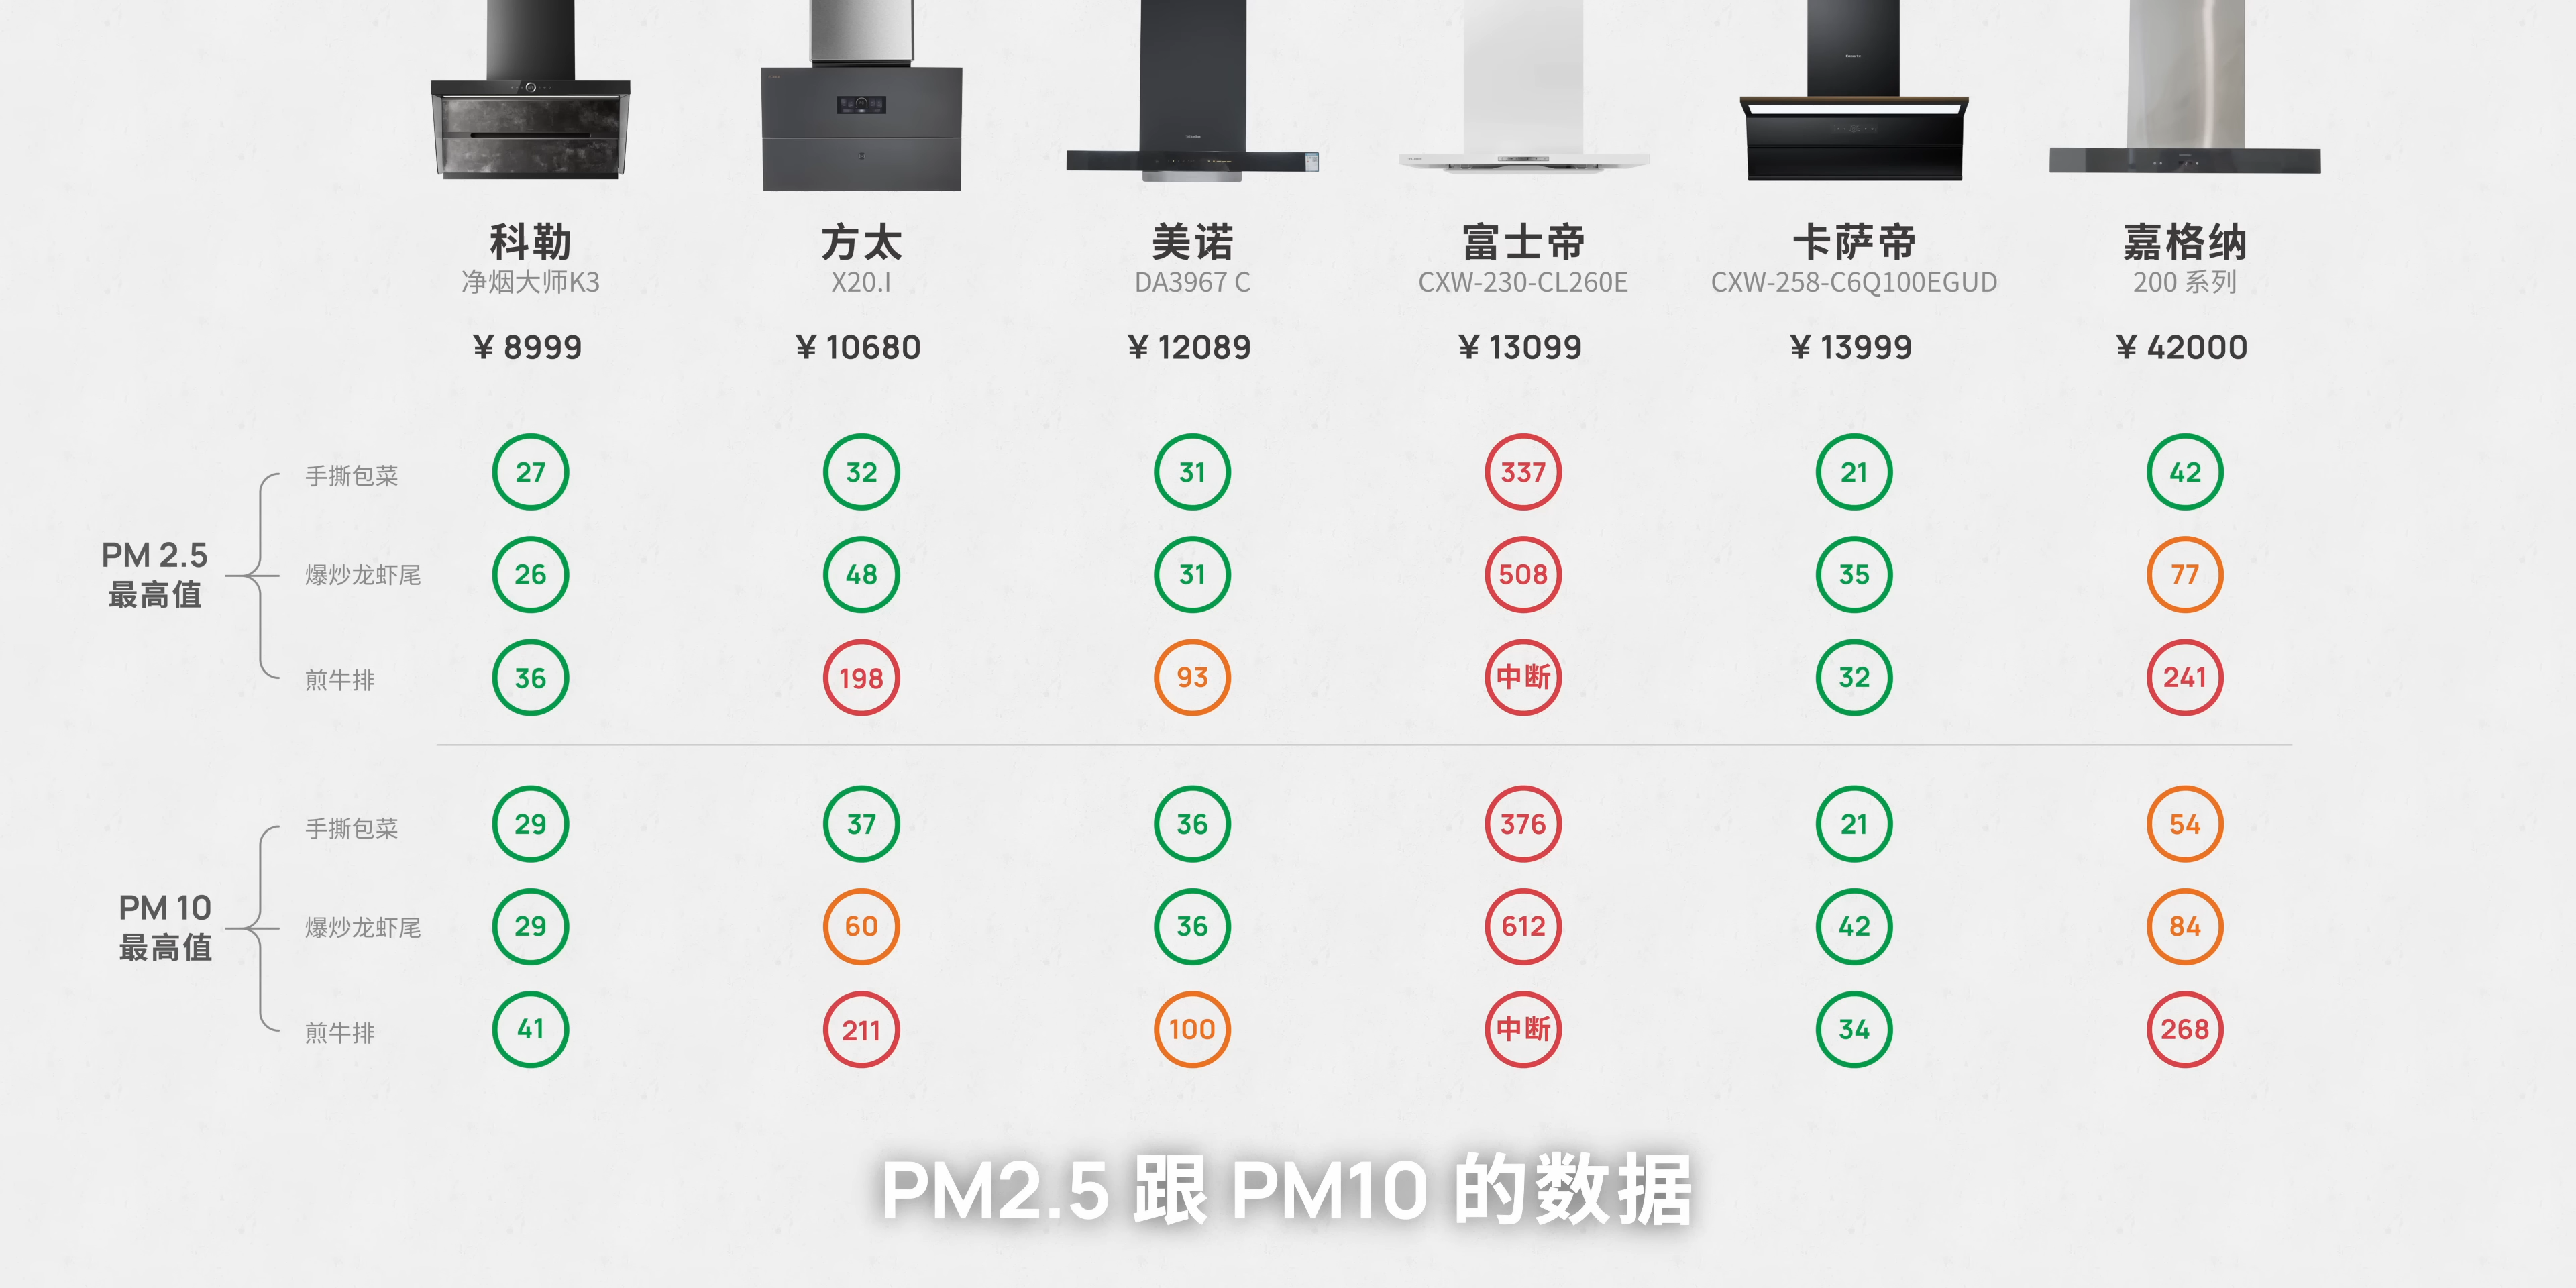 科勒
净烟大师K3
¥ 8999
方太
X20.I
¥ 10680
美诺
DA3967 C
¥ 12089
富士帝
CXW-230-CL260E
¥ 13099
卡萨帝
CXW-258-C6Q100EGUD
¥ 13999
嘉格纳
200 系列
¥ 42000
PM 2.5
最高值
手撕包菜 27 32 31 337 21 42
爆炒龙虾尾 26 48 31 508 35 77
煎牛排 36 198 93 中断 32 241
PM 10
最高值
手撕包菜 29 37 36 376 21 54
爆炒龙虾尾 29 60 36 612 42 84
煎牛排 41 211 100 中断 34 268
PM2.5 跟 PM10 的数据